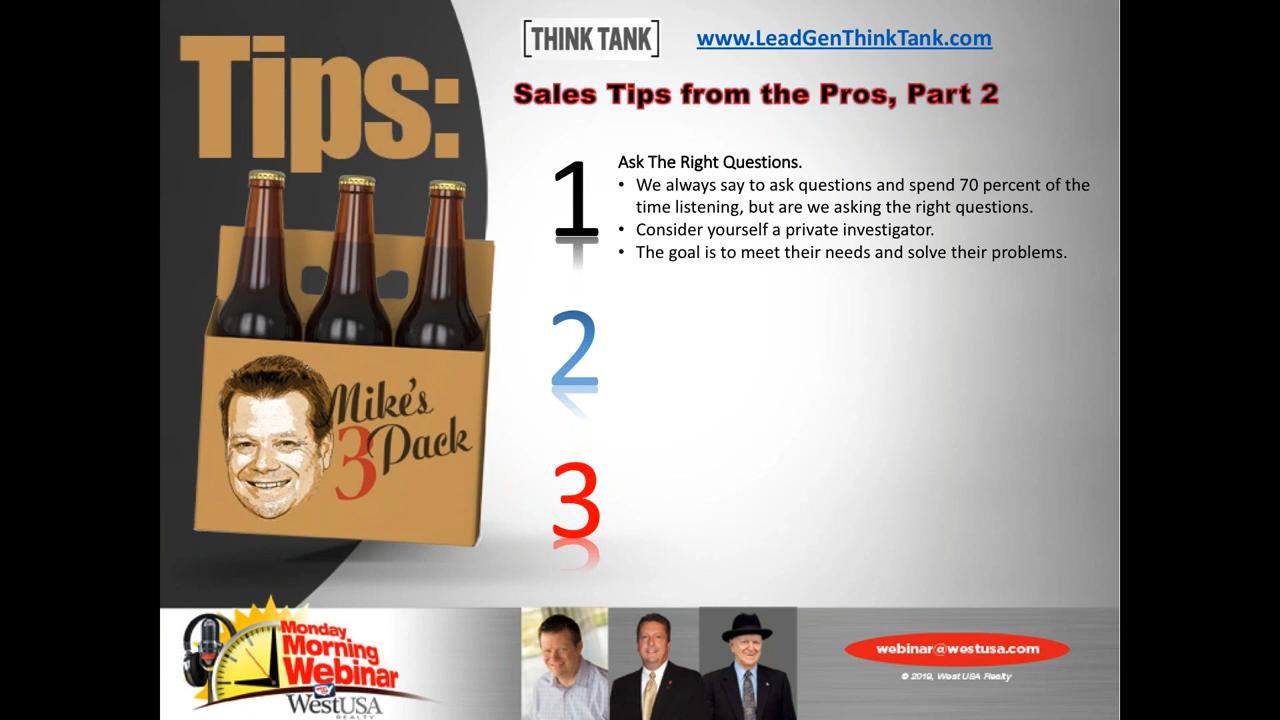 Tips:
[THINK TANK]
www.LeadGenThinkTank.com
Sales Tips from the Pros, Part 2
1
Ask The Right Questions.
• We always say to ask questions and spend 70 percent of the
time listening, but are we asking the right questions.
• Consider yourself a private investigator.
• The goal is to meet their needs and solve their problems.
2
3
Mike's
3 Pack
Monday
Morning
Webinar
WestUSA
REALTY
webinar@westusa.com
© 2019, West USA Realty